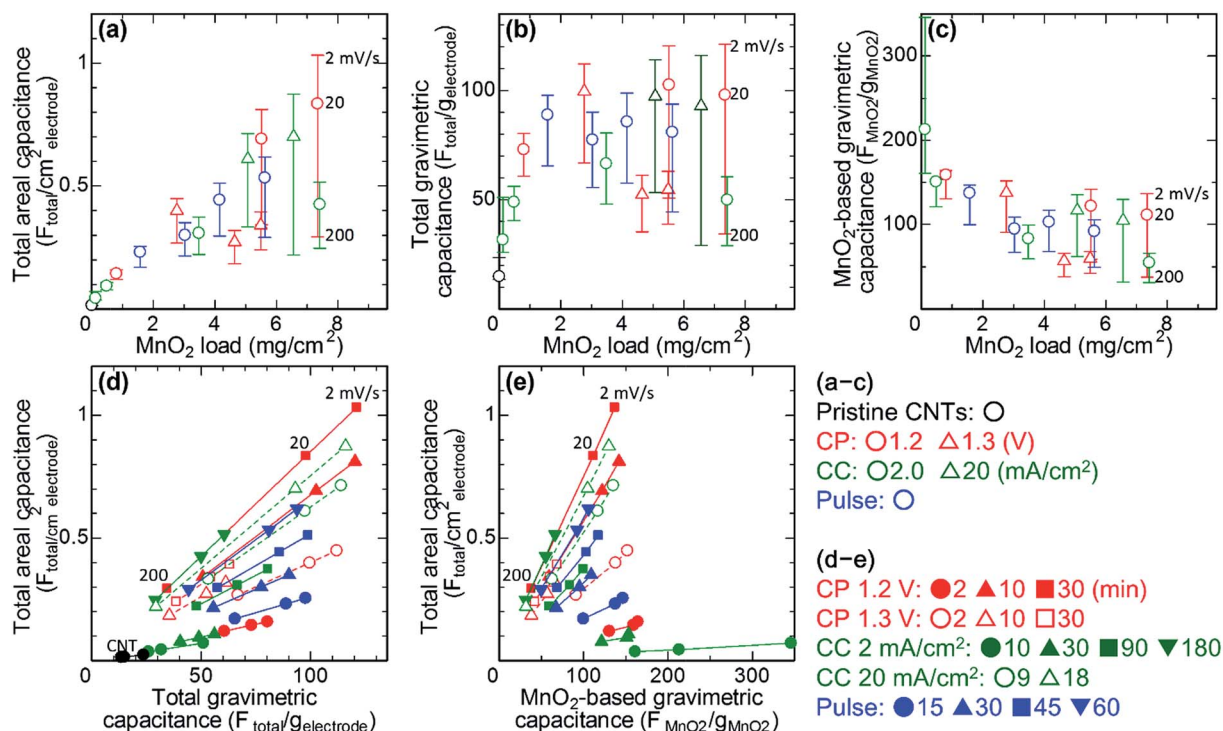 (a)
2 mV/s
20
200
1
0.5
0
0 2 4 6 8
MnO₂ load (mg/cm²)
Total areal capacitance
(F_total/cm²_electrode)
(b)
2 mV/s
20
200
100
50
0
0 2 4 6 8
MnO₂ load (mg/cm²)
Total gravimetric
capacitance (F_total/g_electrode)
(c)
2 mV/s
20
200
300
200
100
0
0 2 4 6 8
MnO₂ load (mg/cm²)
MnO₂-based gravimetric
capacitance (F_MnO2/g_MnO2)
(d)
2 mV/s
20
200
CNT
1
0.5
0
0 50 100
Total gravimetric
capacitance (F_total/g_electrode)
Total areal capacitance
(F_total/cm²_electrode)
(e)
2 mV/s
20
200
1
0.5
0
0 100 200 300
MnO₂-based gravimetric
capacitance (F_MnO2/g_MnO2)
Total areal capacitance
(F_total/cm²_electrode)
(a−c)
Pristine CNTs: ○
CP: ○1.2 △1.3 (V)
CC: ○2.0 △20 (mA/cm²)
Pulse: ○
(d−e)
CP 1.2 V: ●2 ▲10 ■30 (min)
CP 1.3 V: ○2 △10 □30
CC 2 mA/cm²: ●10 ▲30 ■90 ▼180
CC 20 mA/cm²: ○9 △18
Pulse: ●15 ▲30 ■45 ▼60